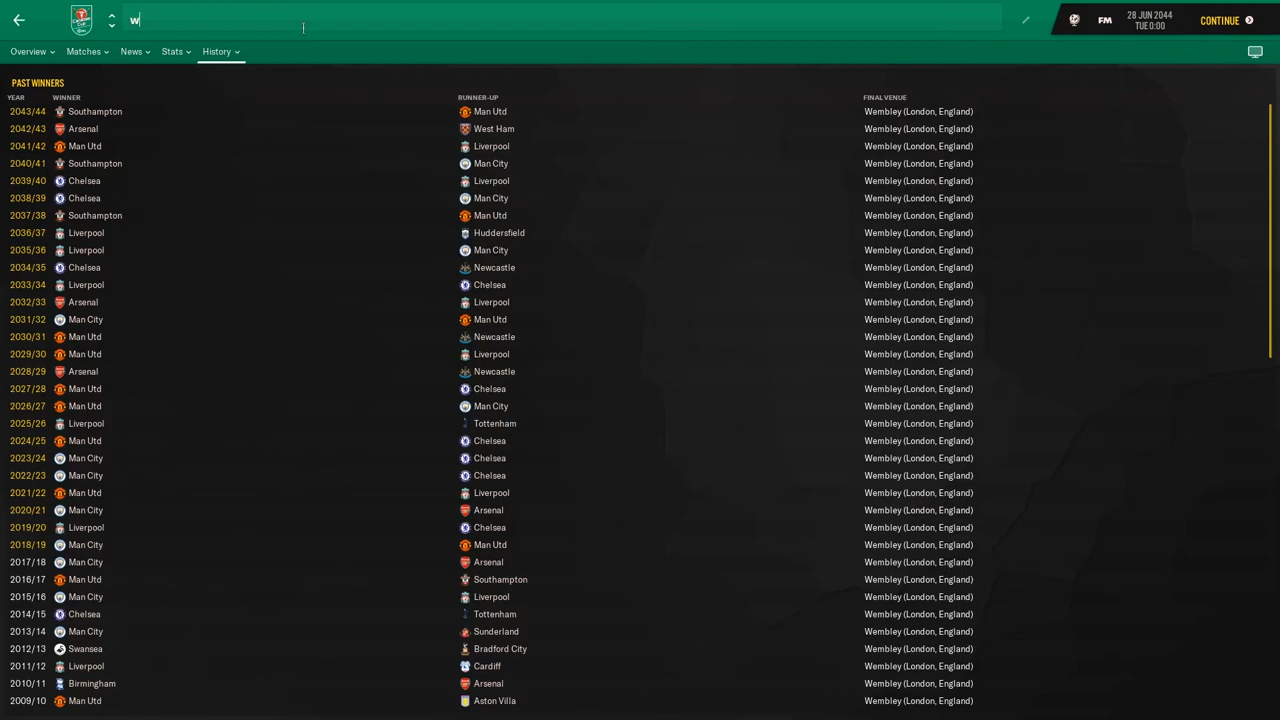 w
28 JUN 2044
TUE 0:00
FM
CONTINUE
Overview Matches News Stats History
PAST WINNERS
YEAR WINNER RUNNER-UP FINAL VENUE
2043/44 Southampton Man Utd Wembley (London, England)
2042/43 Arsenal West Ham Wembley (London, England)
2041/42 Man Utd Liverpool Wembley (London, England)
2040/41 Southampton Man City Wembley (London, England)
2039/40 Chelsea Liverpool Wembley (London, England)
2038/39 Chelsea Man City Wembley (London, England)
2037/38 Southampton Man Utd Wembley (London, England)
2036/37 Liverpool Huddersfield Wembley (London, England)
2035/36 Liverpool Man City Wembley (London, England)
2034/35 Chelsea Newcastle Wembley (London, England)
2033/34 Liverpool Chelsea Wembley (London, England)
2032/33 Arsenal Liverpool Wembley (London, England)
2031/32 Man City Man Utd Wembley (London, England)
2030/31 Man Utd Newcastle Wembley (London, England)
2029/30 Man Utd Liverpool Wembley (London, England)
2028/29 Arsenal Newcastle Wembley (London, England)
2027/28 Man Utd Chelsea Wembley (London, England)
2026/27 Man Utd Man City Wembley (London, England)
2025/26 Liverpool Tottenham Wembley (London, England)
2024/25 Man Utd Chelsea Wembley (London, England)
2023/24 Man City Chelsea Wembley (London, England)
2022/23 Man City Chelsea Wembley (London, England)
2021/22 Man Utd Liverpool Wembley (London, England)
2020/21 Man City Arsenal Wembley (London, England)
2019/20 Liverpool Chelsea Wembley (London, England)
2018/19 Man City Man Utd Wembley (London, England)
2017/18 Man City Arsenal Wembley (London, England)
2016/17 Man Utd Southampton Wembley (London, England)
2015/16 Man City Liverpool Wembley (London, England)
2014/15 Chelsea Tottenham Wembley (London, England)
2013/14 Man City Sunderland Wembley (London, England)
2012/13 Swansea Bradford City Wembley (London, England)
2011/12 Liverpool Cardiff Wembley (London, England)
2010/11 Birmingham Arsenal Wembley (London, England)
2009/10 Man Utd Aston Villa Wembley (London, England)